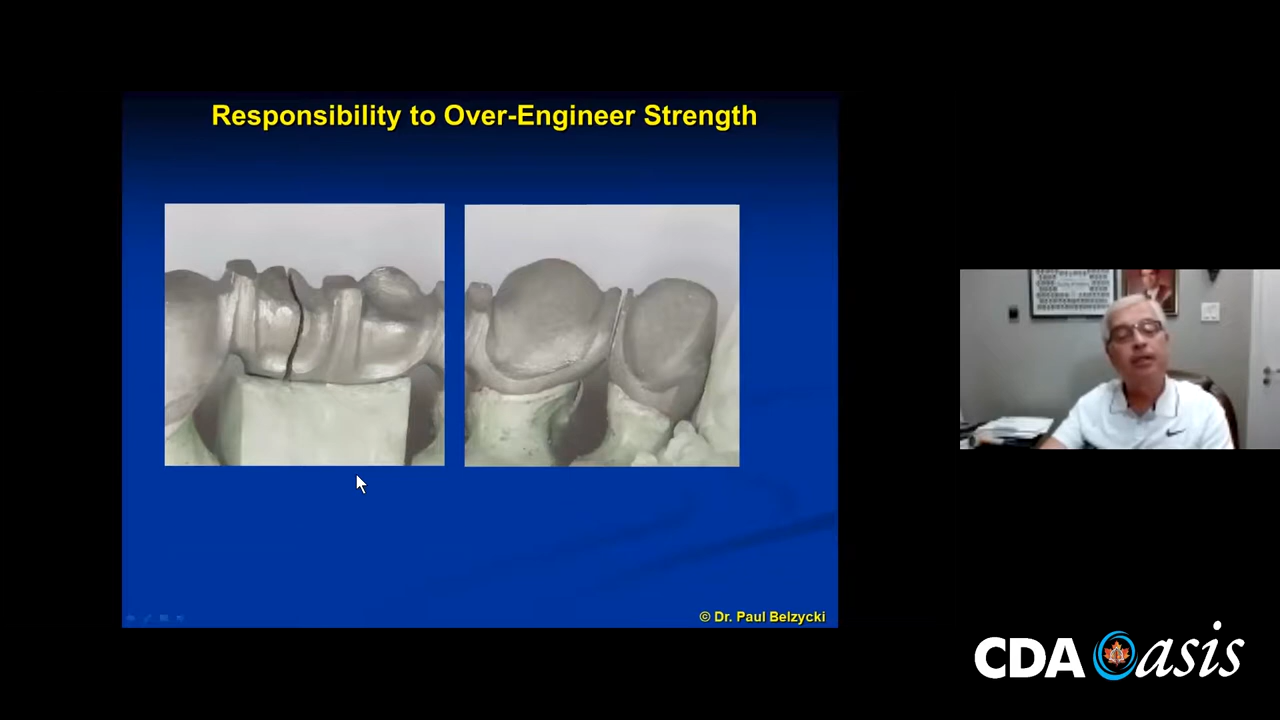 Responsibility to Over-Engineer Strength
© Dr. Paul Belzycki
CDA Oasis